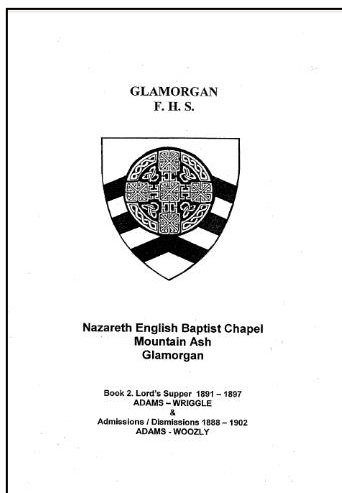 GLAMORGAN
F. H. S.
Nazareth English Baptist Chapel
Mountain Ash
Glamorgan
Book 2. Lord's Supper 1891 – 1897
ADAMS – WRIGGLE
&
Admissions / Dismissions 1888 – 1902
ADAMS - WOOZLY